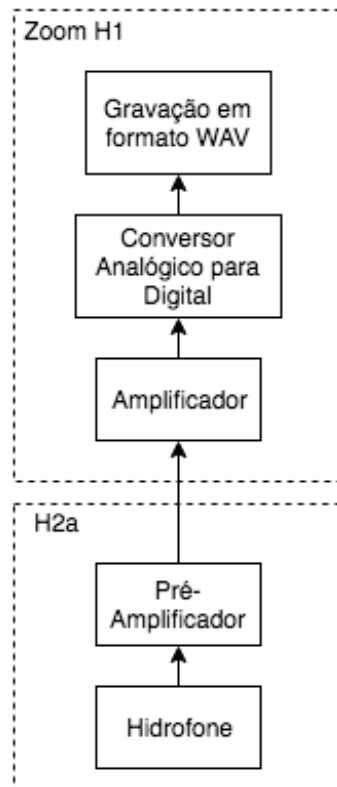 Zoom H1
Gravação em
formato WAV
Conversor
Analógico para
Digital
Amplificador
H2a
Pré-
Amplificador
Hidrofone